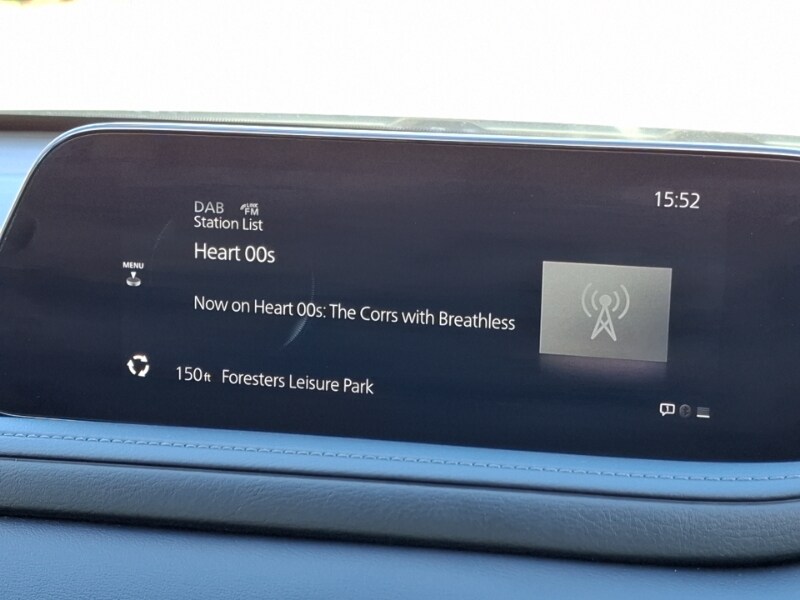 15:52
DAB LINK FM
Station List
Heart 00s
MENU
Now on Heart 00s: The Corrs with Breathless
150ft Foresters Leisure Park